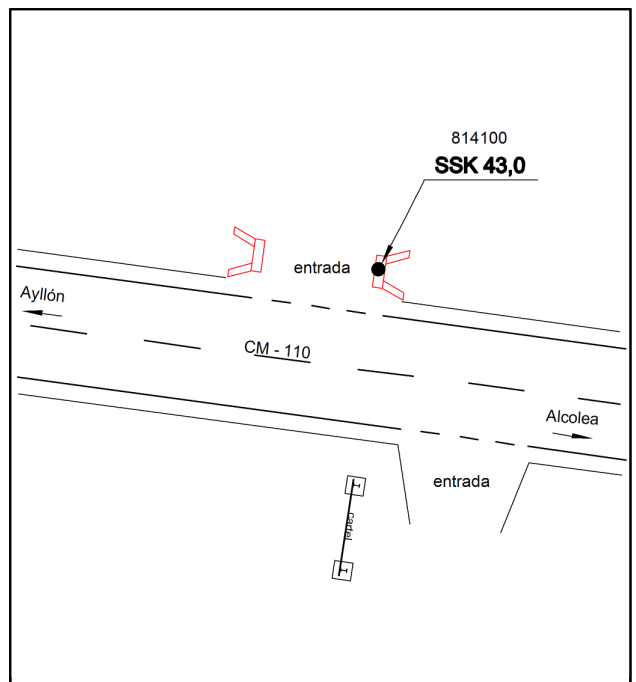 814100
SSK 43,0
entrada
Ayllón
CM - 110
Alcolea
entrada
cartel